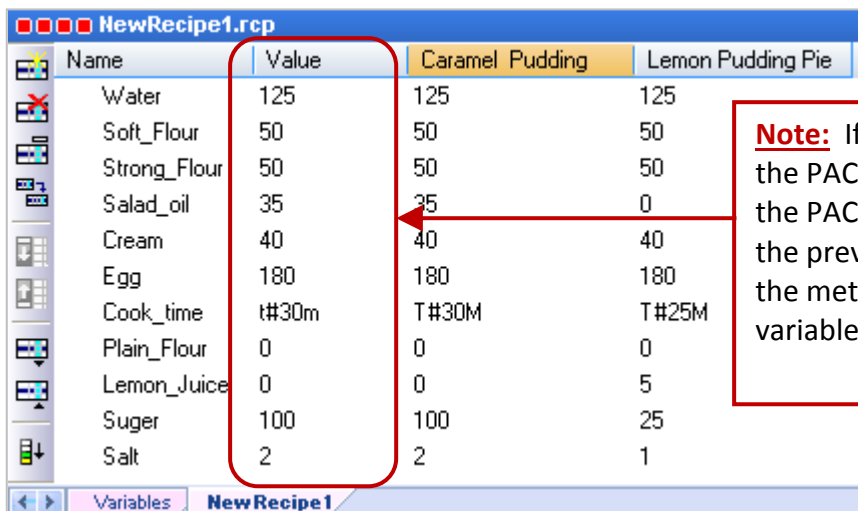 NewRecipe1.rcp
Name Value Caramel Pudding Lemon Pudding Pie
Water 125 125 125
Soft_Flour 50 50 50
Strong_Flour 50 50 50
Salad_oil 35 35 0
Cream 40 40 40
Egg 180 180 180
Cook_time t#30m T#30M T#25M
Plain_Flour 0 0 0
Lemon_Juice 0 0 5
Suger 100 100 25
Salt 2 2 1
Note: If
the PAC
the PAC
the prev
the met
variable
Variables NewRecipe1